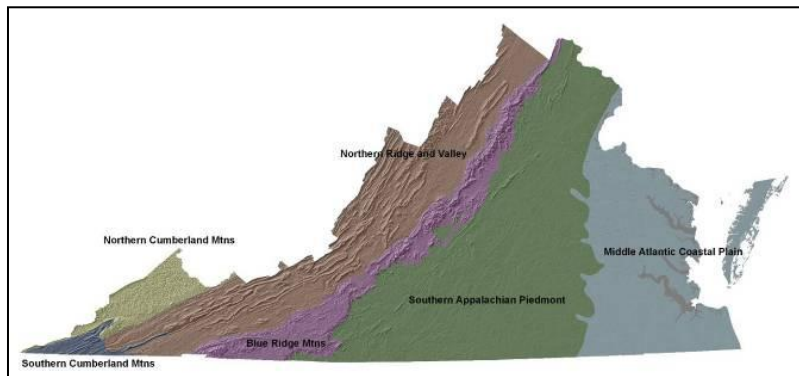 Northern Ridge and Valley
Northern Cumberland Mtns
Middle Atlantic Coastal Plain
Southern Appalachian Piedmont
Blue Ridge Mtns
Southern Cumberland Mtns